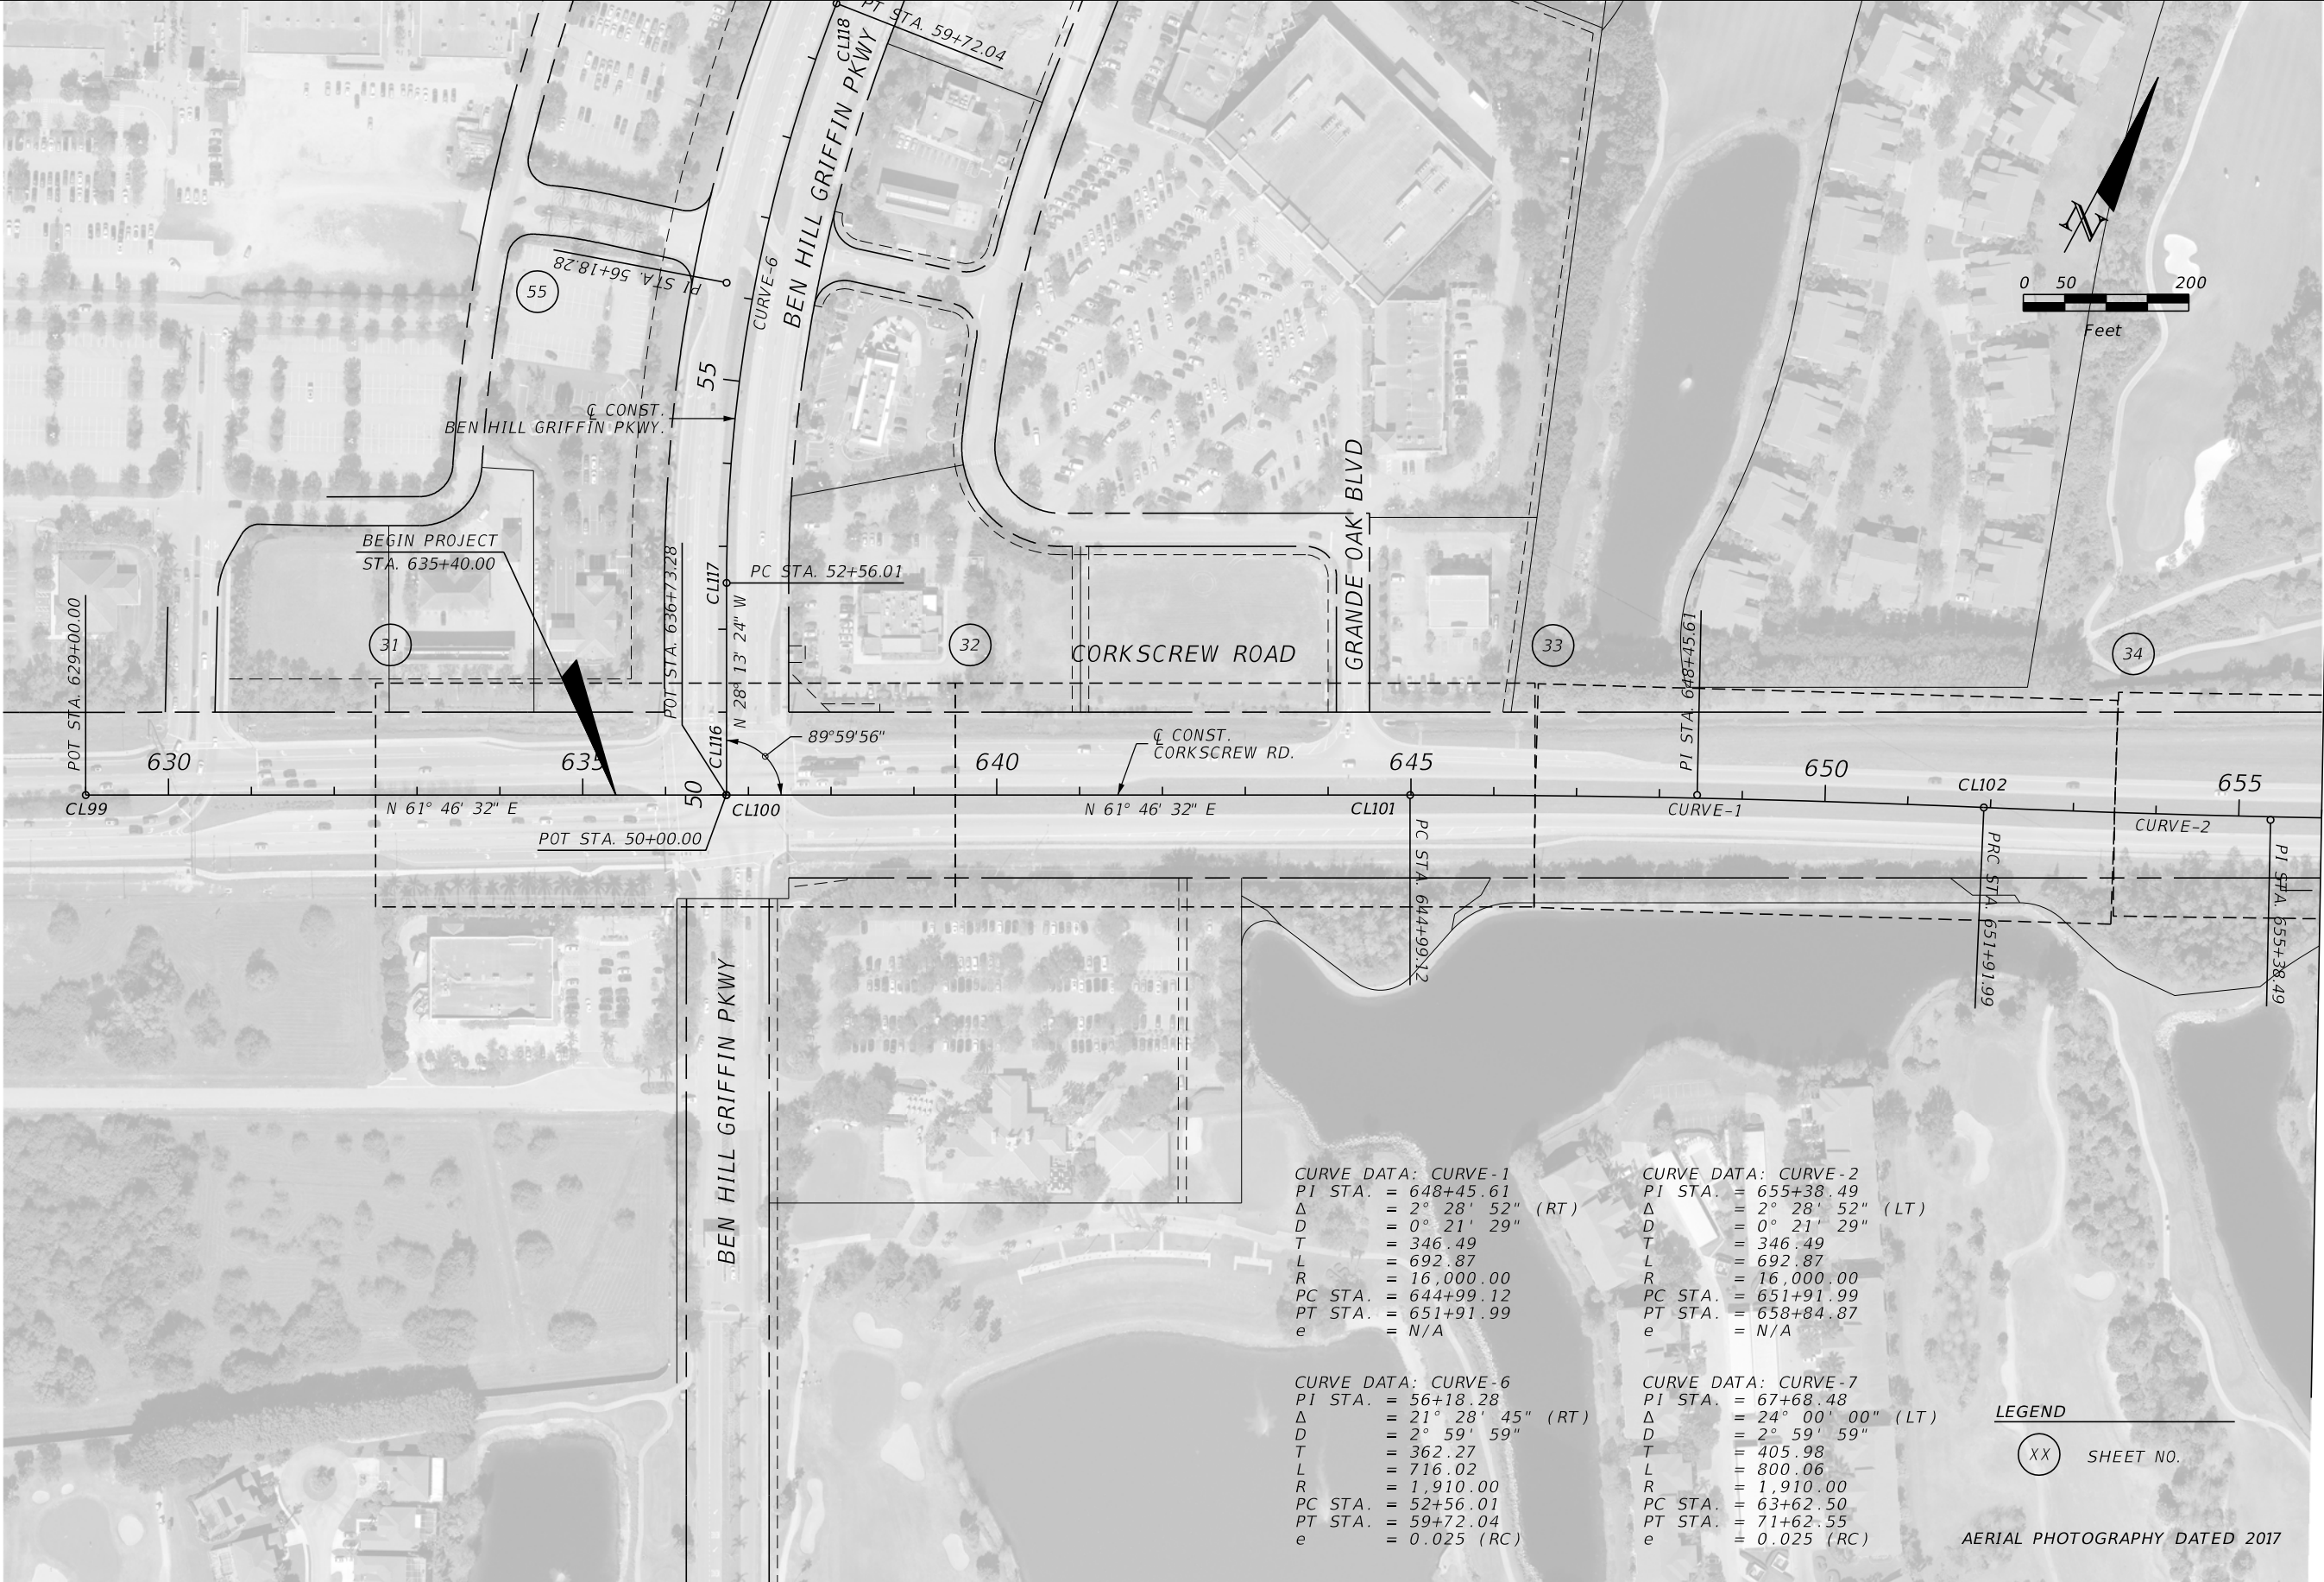 PT STA. 59+72.04
CL118
BEN HILL GRIFFIN PKWY
N
0 50 200
Feet
PI STA. 56+18.28
55
CURVE-6
55
℄ CONST.
BEN HILL GRIFFIN PKWY.
BEGIN PROJECT
STA. 635+40.00
GRANDE OAK BLVD
PC STA. 52+56.01
CL117
N 28° 13' 24" W
POT STA. 636+73.28
POT STA. 629+00.00
31
32
CORKSCREW ROAD
33
PI STA. 648+45.61
34
CL116
89°59'56"
℄ CONST.
CORKSCREW RD.
630
635
640
645
650
655
CL99
N 61° 46' 32" E
50
CL100
N 61° 46' 32" E
CL101
CURVE-1
CL102
CURVE-2
POT STA. 50+00.00
PC STA. 644+99.12
PRC STA. 651+91.99
PI STA. 655+38.49
BEN HILL GRIFFIN PKWY
CURVE DATA: CURVE-1
PI STA. = 648+45.61
Δ = 2° 28' 52" (RT)
D = 0° 21' 29"
T = 346.49
L = 692.87
R = 16,000.00
PC STA. = 644+99.12
PT STA. = 651+91.99
e = N/A
CURVE DATA: CURVE-2
PI STA. = 655+38.49
Δ = 2° 28' 52" (LT)
D = 0° 21' 29"
T = 346.49
L = 692.87
R = 16,000.00
PC STA. = 651+91.99
PT STA. = 658+84.87
e = N/A
CURVE DATA: CURVE-6
PI STA. = 56+18.28
Δ = 21° 28' 45" (RT)
D = 2° 59' 59"
T = 362.27
L = 716.02
R = 1,910.00
PC STA. = 52+56.01
PT STA. = 59+72.04
e = 0.025 (RC)
CURVE DATA: CURVE-7
PI STA. = 67+68.48
Δ = 24° 00' 00" (LT)
D = 2° 59' 59"
T = 405.98
L = 800.06
R = 1,910.00
PC STA. = 63+62.50
PT STA. = 71+62.55
e = 0.025 (RC)
LEGEND
XX SHEET NO.
AERIAL PHOTOGRAPHY DATED 2017